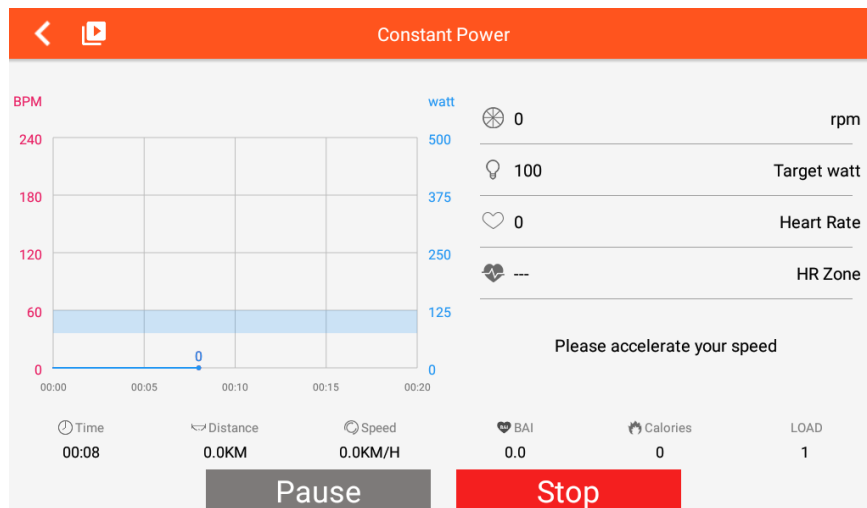 Constant Power
BPM
watt
240
500
180
375
120
250
60
125
0
0
0
00:00 00:05 00:10 00:15 00:20
0 rpm
100 Target watt
0 Heart Rate
--- HR Zone
Please accelerate your speed
Time Distance Speed BAI Calories LOAD
00:08 0.0KM 0.0KM/H 0.0 0 1
Pause Stop